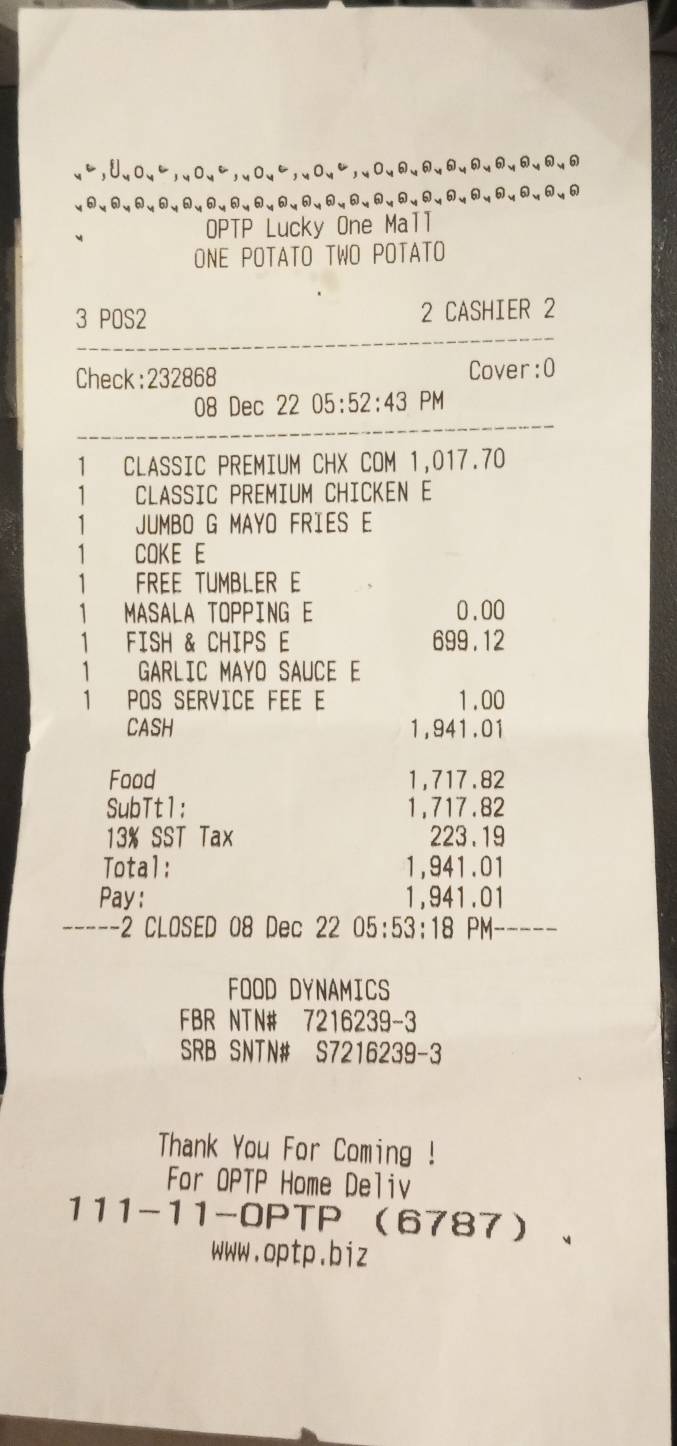 OPTP Lucky One Mall
ONE POTATO TWO POTATO
3 POS2 2 CASHIER 2
Check:232868 Cover:0
08 Dec 22 05:52:43 PM
1 CLASSIC PREMIUM CHX COM 1,017.70
1 CLASSIC PREMIUM CHICKEN E
1 JUMBO G MAYO FRIES E
1 COKE E
1 FREE TUMBLER E
1 MASALA TOPPING E 0.00
1 FISH & CHIPS E 699.12
1 GARLIC MAYO SAUCE E
1 POS SERVICE FEE E 1.00
CASH 1,941.01
Food 1,717.82
SubTtl: 1,717.82
13% SST Tax 223.19
Total: 1,941.01
Pay: 1,941.01
-----2 CLOSED 08 Dec 22 05:53:18 PM-----
FOOD DYNAMICS
FBR NTN# 7216239-3
SRB SNTN# S7216239-3
Thank You For Coming !
For OPTP Home Deliv
111-11-OPTP (6787)
www.optp.biz